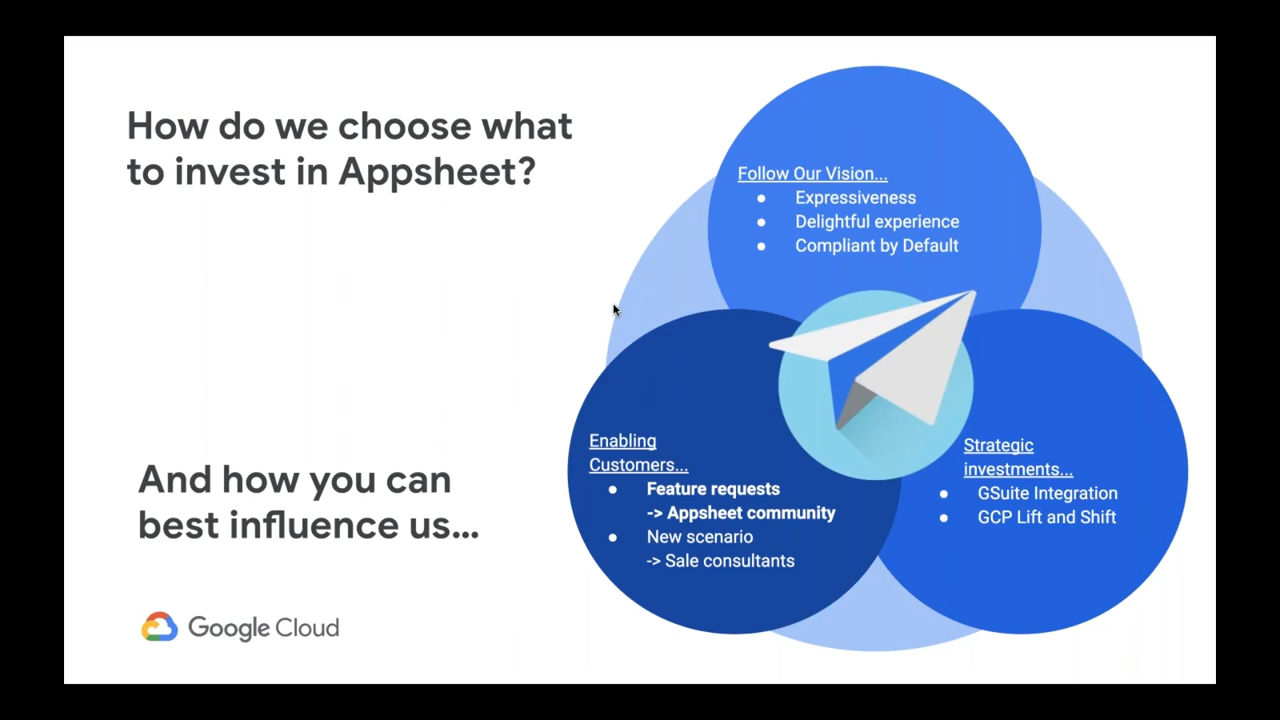 How do we choose what
to invest in Appsheet?
Follow Our Vision...
● Expressiveness
● Delightful experience
● Compliant by Default
Enabling
Customers...
● Feature requests
-> Appsheet community
● New scenario
-> Sale consultants
Strategic
investments...
● GSuite Integration
● GCP Lift and Shift
And how you can
best influence us...
Google Cloud